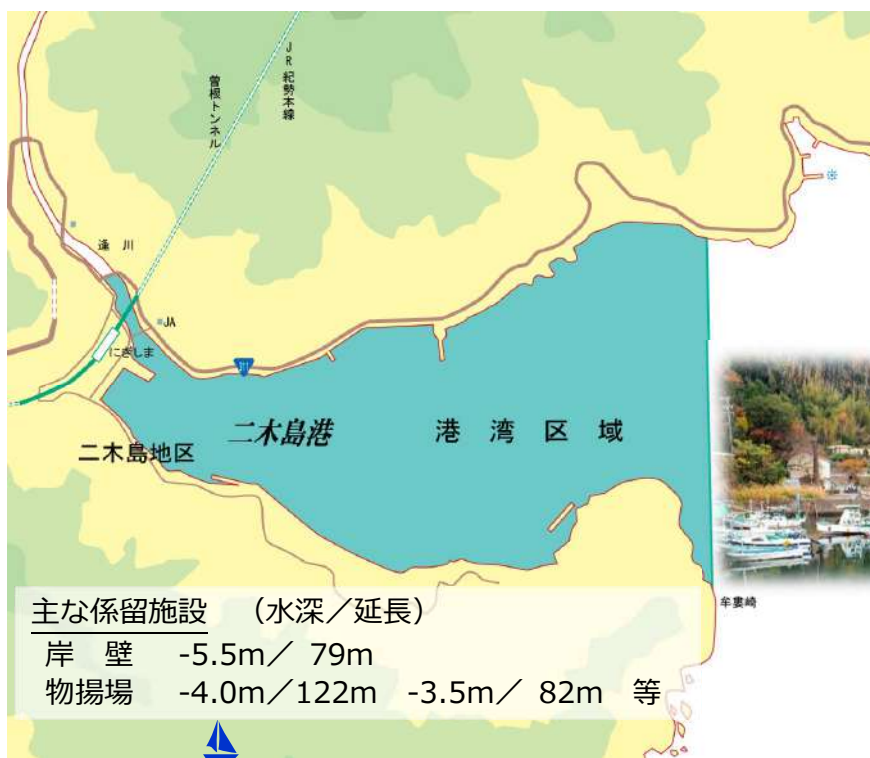 JR紀勢本線
曽根トンネル
逢川
JA
にぎしま
311
二木島港
港湾区域
二木島地区
牟婁崎
主な係留施設 (水深／延長)
岸 壁 -5.5m／ 79m
物揚場 -4.0m／122m -3.5m／ 82m 等